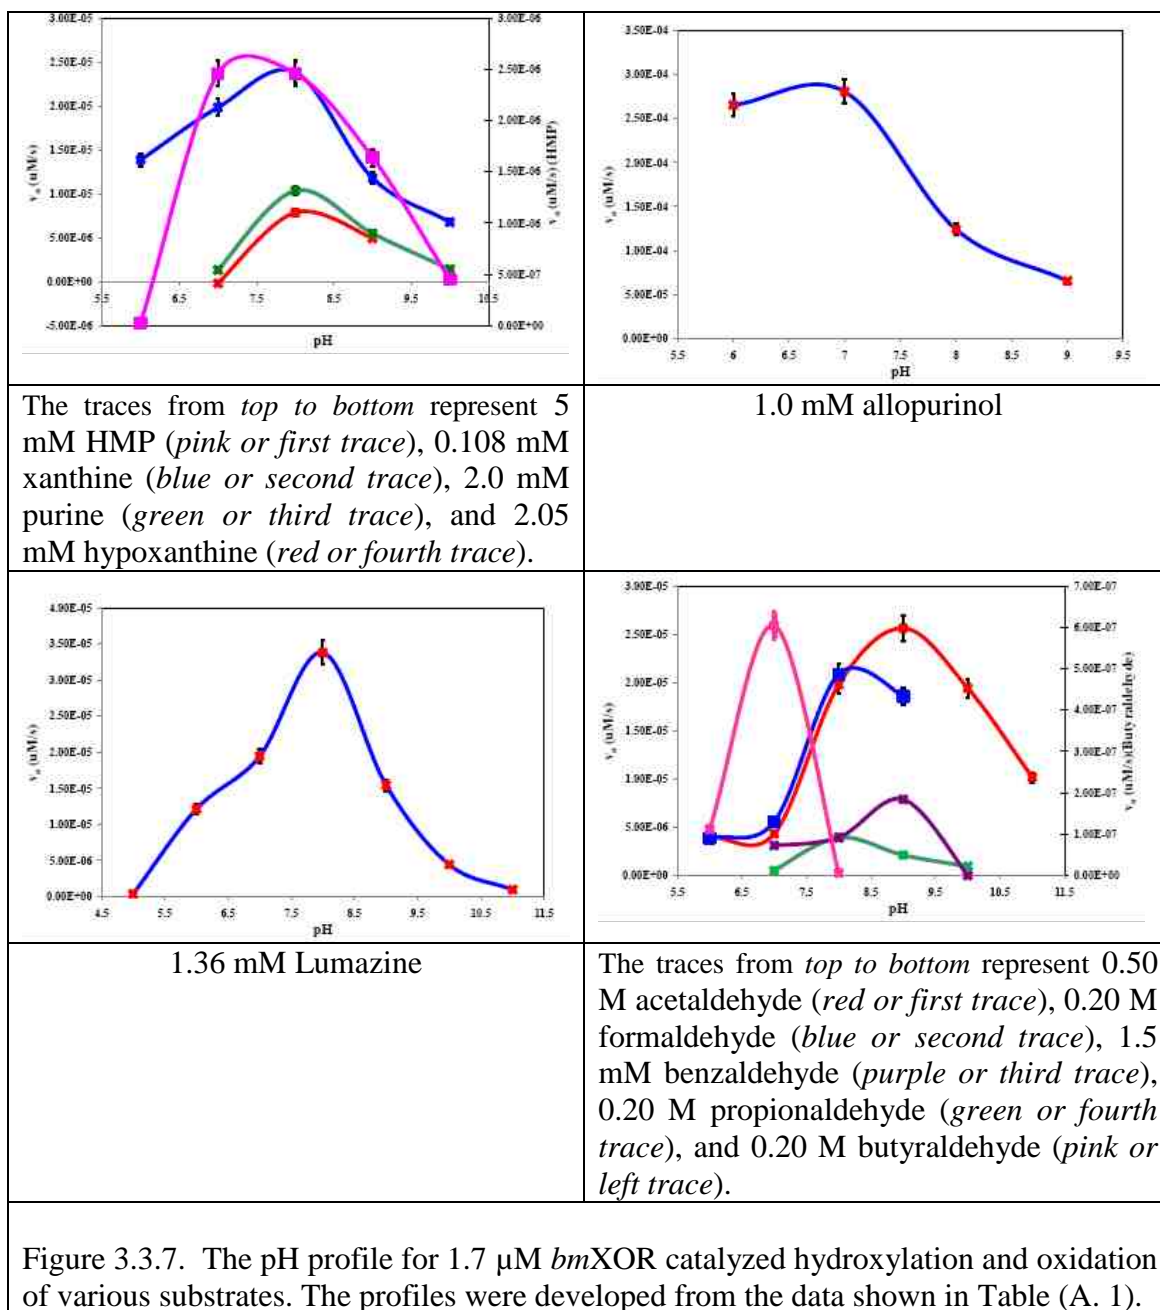 3.00E-05
2.50E-05
2.00E-05
1.50E-05
1.00E-05
5.00E-06
0.00E+00
-5.00E-06
vₒ (uM/s)
5.5 6.5 7.5 8.5 9.5 10.5
pH
3.00E-06
2.50E-06
2.00E-06
1.50E-06
1.00E-06
5.00E-07
0.00E+00
vₒ (uM/s) (HMP)
3.50E-04
3.00E-04
2.50E-04
2.00E-04
1.50E-04
1.00E-04
5.00E-05
0.00E+00
vₒ (uM/s)
5.5 6 6.5 7 7.5 8 8.5 9 9.5
pH
The traces from top to bottom represent 5
mM HMP (pink or first trace), 0.108 mM
xanthine (blue or second trace), 2.0 mM
purine (green or third trace), and 2.05
mM hypoxanthine (red or fourth trace).
1.0 mM allopurinol
4.00E-05
3.50E-05
3.00E-05
2.50E-05
2.00E-05
1.50E-05
1.00E-05
5.00E-06
0.00E+00
vₒ (uM/s)
4.5 5.5 6.5 7.5 8.5 9.5 10.5 11.5
pH
3.00E-05
2.50E-05
2.00E-05
1.50E-05
1.00E-05
5.00E-06
0.00E+00
vₒ (uM/s)
5.5 6.5 7.5 8.5 9.5 10.5 11.5
pH
7.00E-07
6.00E-07
5.00E-07
4.00E-07
3.00E-07
2.00E-07
1.00E-07
0.00E+00
vₒ (uM/s)(Butyraldehyde)
1.36 mM Lumazine
The traces from top to bottom represent 0.50
M acetaldehyde (red or first trace), 0.20 M
formaldehyde (blue or second trace), 1.5
mM benzaldehyde (purple or third trace),
0.20 M propionaldehyde (green or fourth
trace), and 0.20 M butyraldehyde (pink or
left trace).
Figure 3.3.7. The pH profile for 1.7 µM bmXOR catalyzed hydroxylation and oxidation
of various substrates. The profiles were developed from the data shown in Table (A. 1).